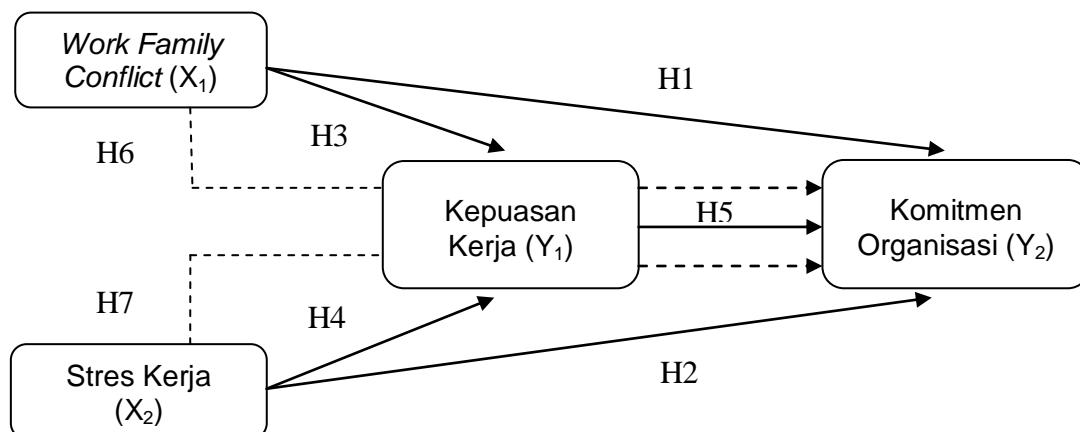 Work Family
Conflict (X₁)
H1
H3
H6
Kepuasan
Kerja (Y₁)
H5
Komitmen
Organisasi (Y₂)
H7
H4
H2
Stres Kerja
(X₂)